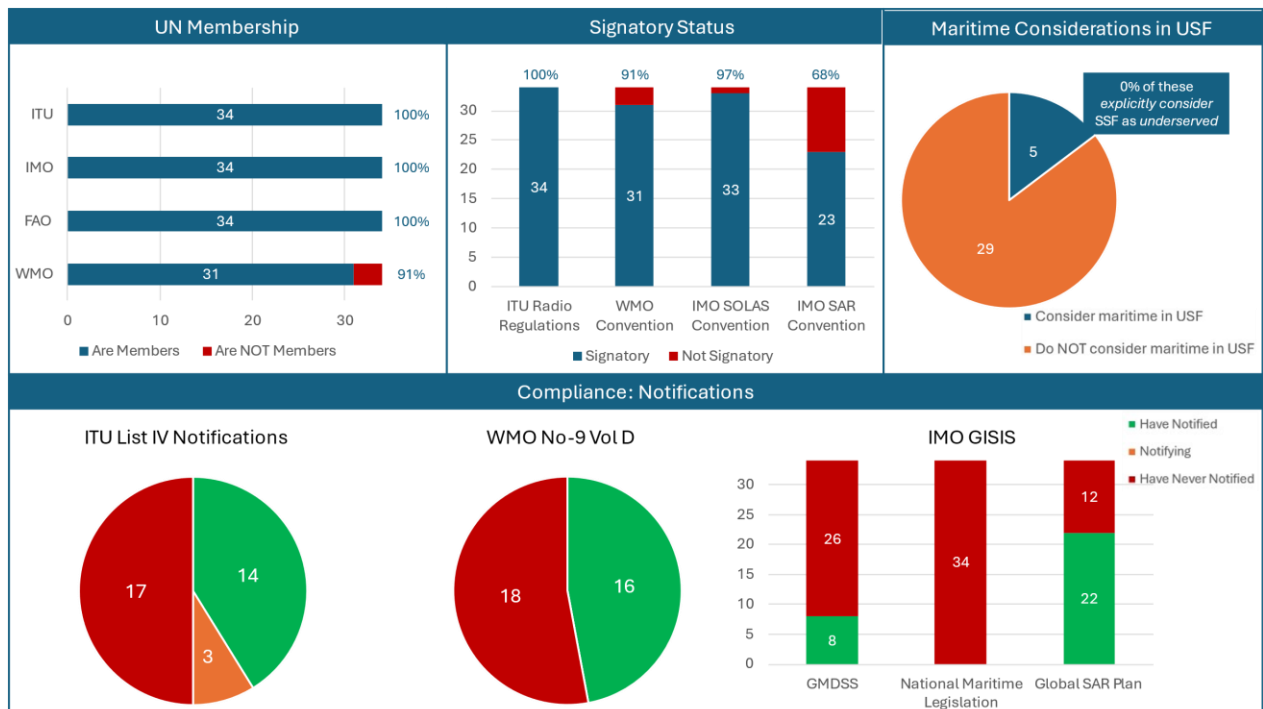 UN Membership
ITU
34
100%
IMO
34
100%
FAO
34
100%
WMO
31
91%
0
10
20
30
Are Members
Are NOT Members
Signatory Status
100%
91%
97%
68%
30
25
20
15
10
5
0
34
31
33
23
ITU Radio
Regulations
WMO
Convention
IMO SOLAS
Convention
IMO SAR
Convention
Signatory
Not Signatory
Maritime Considerations in USF
0% of these
explicitly consider
SSF as underserved
5
29
Consider maritime in USF
Do NOT consider maritime in USF
Compliance: Notifications
ITU List IV Notifications
17
14
3
WMO No-9 Vol D
18
16
IMO GISIS
Have Notified
Notifying
Have Never Notified
30
25
20
15
10
5
0
26
8
34
12
22
GMDSS
National Maritime
Legislation
Global SAR Plan